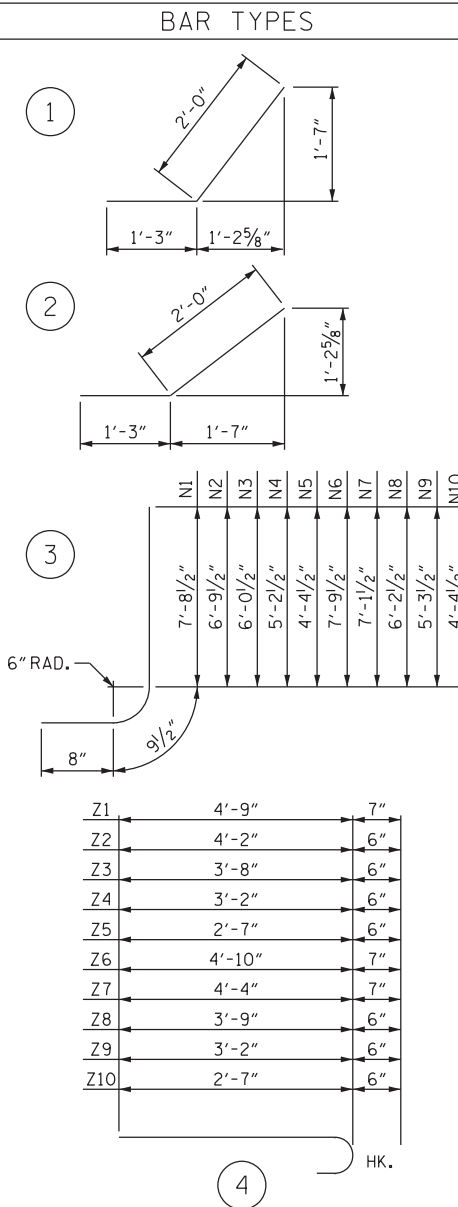 BAR TYPES
1
2'-0"
1'-7"
1'-3"
1'-2⅝"
2
2'-0"
1'-2⅝"
1'-3"
1'-7"
3
N1 N2 N3 N4 N5 N6 N7 N8 N9 N10
7'-8½" 6'-9½" 6'-0½" 5'-2½" 4'-4½" 7'-9½" 7'-1½" 6'-2½" 5'-3½" 4'-4½"
6" RAD.
8"
9½"
Z1 4'-9" 7"
Z2 4'-2" 6"
Z3 3'-8" 6"
Z4 3'-2" 6"
Z5 2'-7" 6"
Z6 4'-10" 7"
Z7 4'-4" 7"
Z8 3'-9" 6"
Z9 3'-2" 6"
Z10 2'-7" 6"
HK.
4